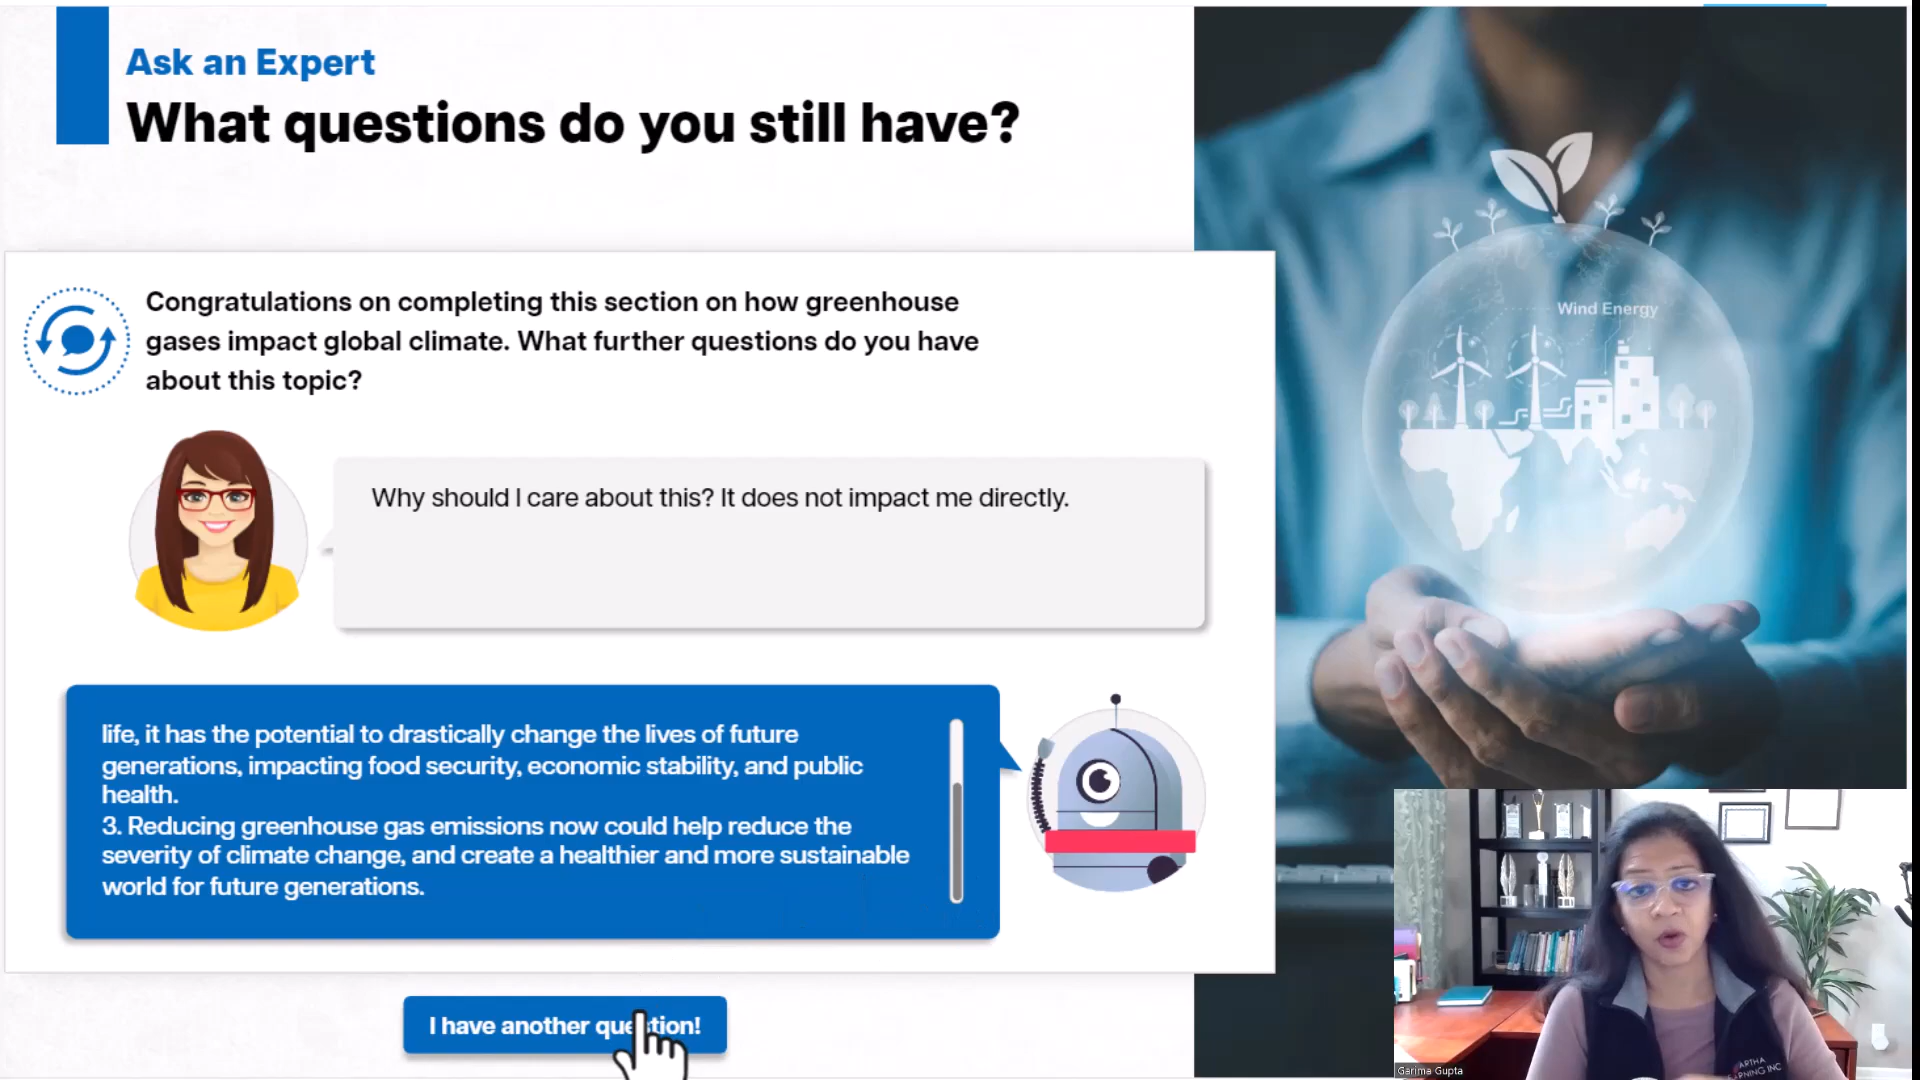 Ask an Expert
What questions do you still have?
Wind Energy
Congratulations on completing this section on how greenhouse
gases impact global climate. What further questions do you have
about this topic?
Why should I care about this? It does not impact me directly.
life, it has the potential to drastically change the lives of future
generations, impacting food security, economic stability, and public
health.
3. Reducing greenhouse gas emissions now could help reduce the
severity of climate change, and create a healthier and more sustainable
world for future generations.
I have another question!
ARTHA
Garima Gupta